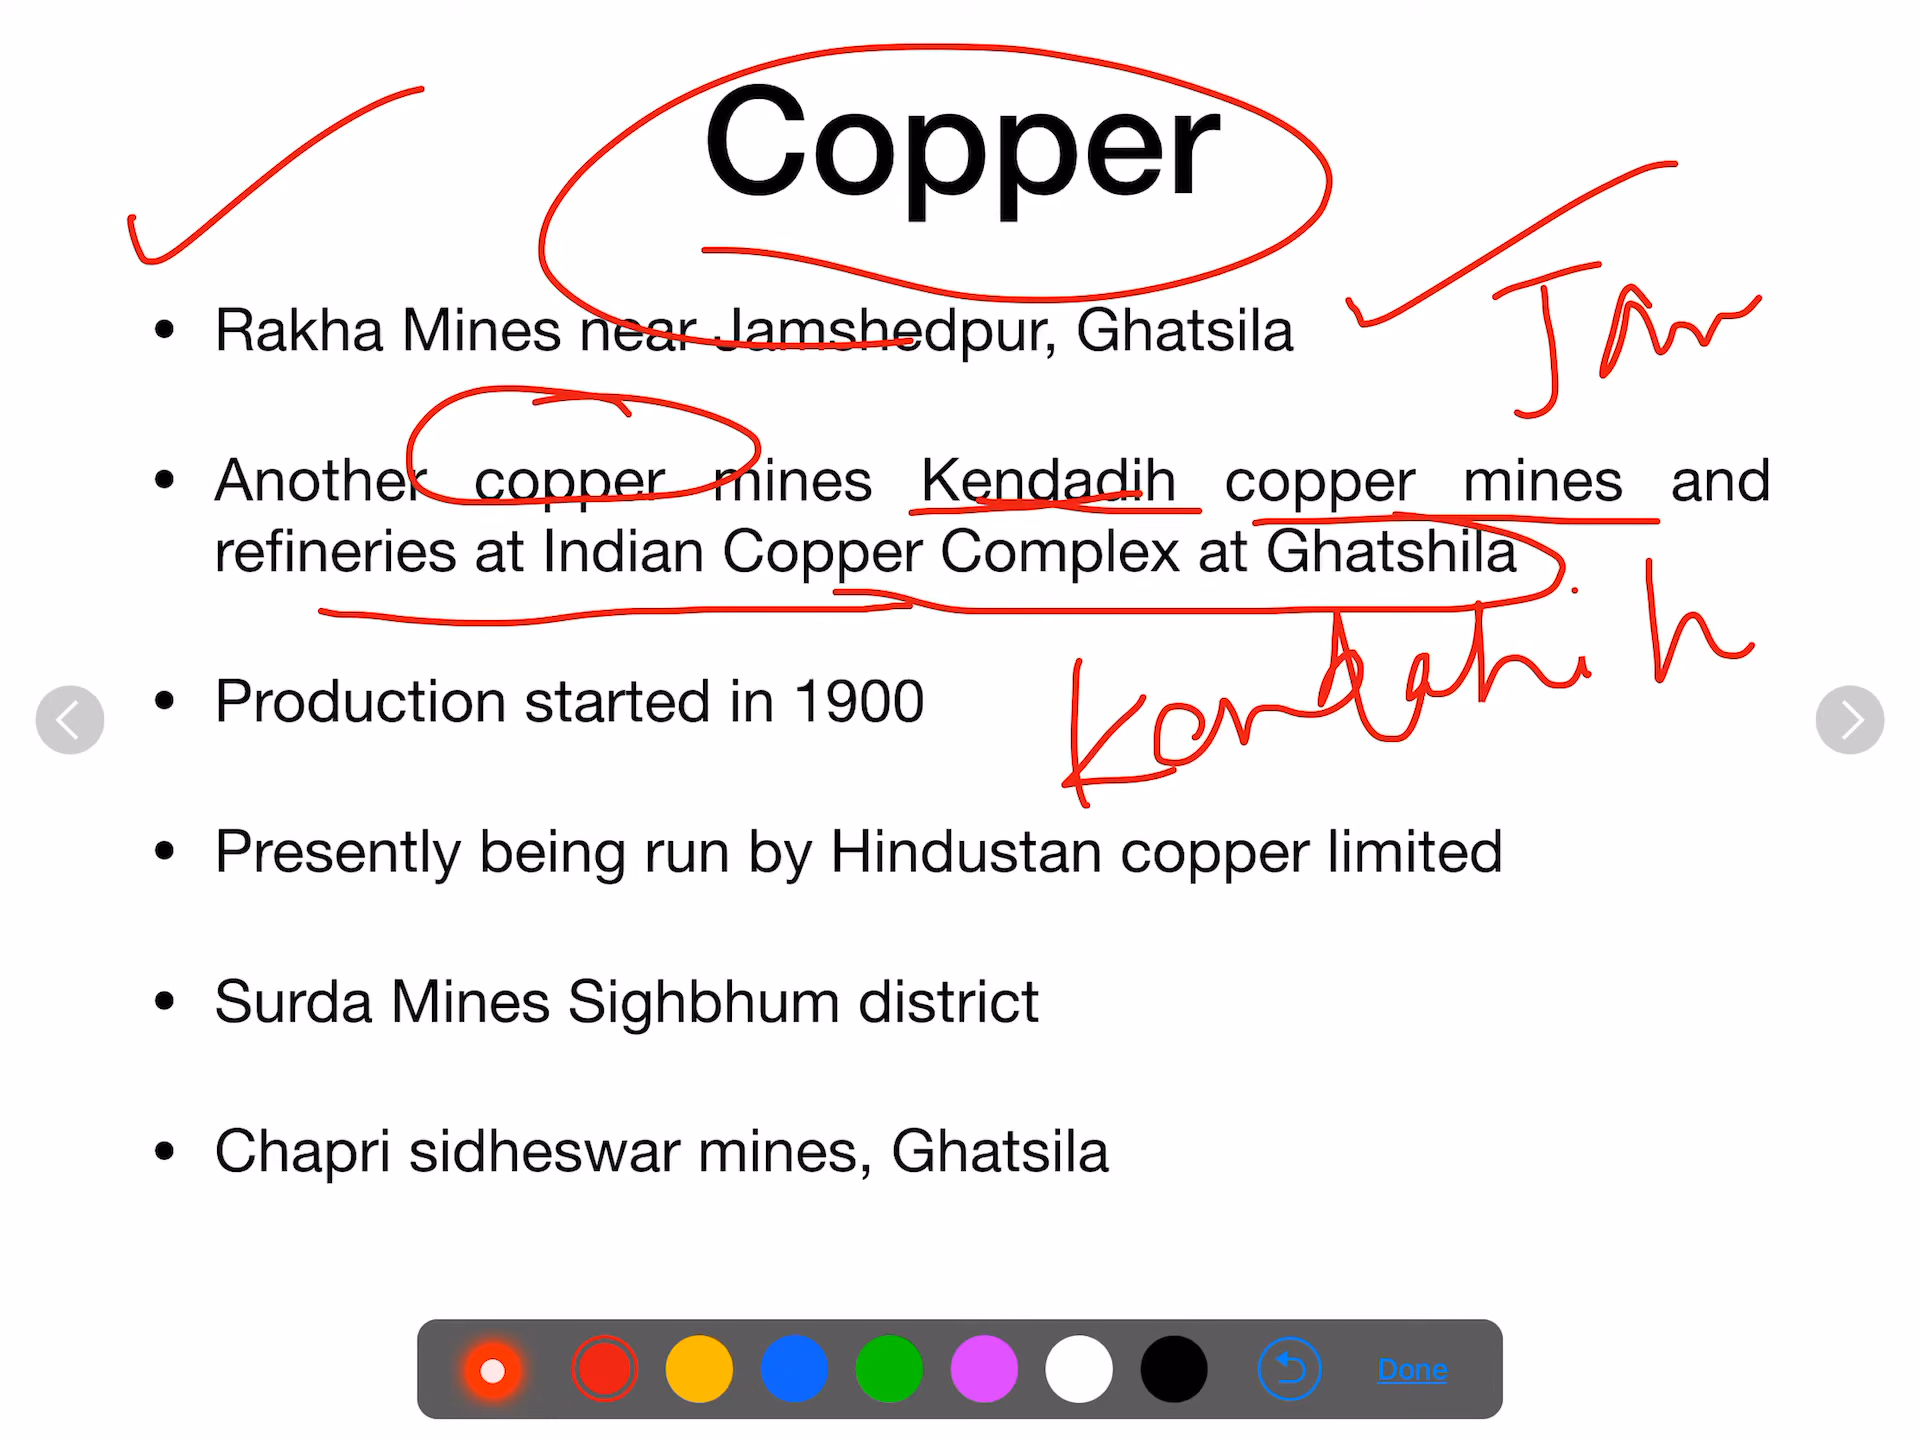 Copper
• Rakha Mines near Jamshedpur, Ghatsila
Jam
• Another copper mines Kendadih copper mines and
refineries at Indian Copper Complex at Ghatshila
• Production started in 1900
• Presently being run by Hindustan copper limited
• Surda Mines Sighbhum district
• Chapri sidheswar mines, Ghatsila
Done